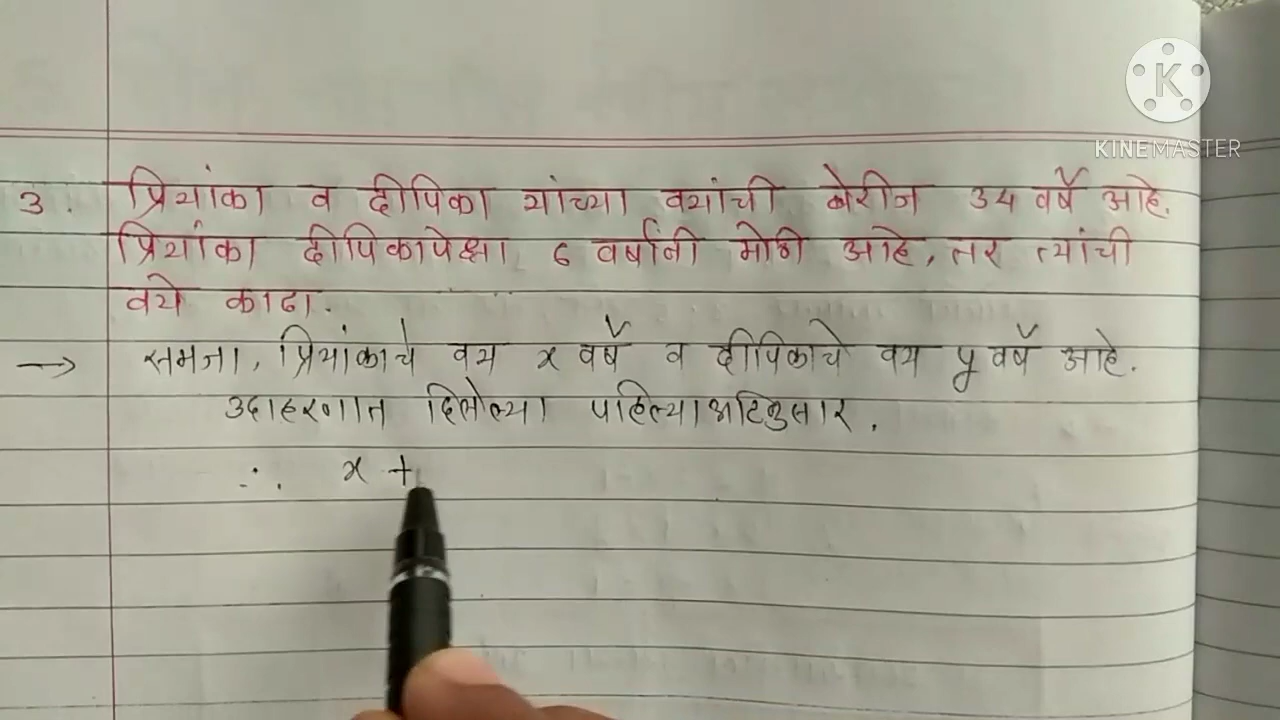 KINEMASTER
3. प्रियांका व दीपिका यांच्या वयांची बेरीज 34 वर्षे आहे.
प्रियांका दीपिकापेक्षा 6 वर्षांनी मोठी आहे, तर त्यांची
वये काढा.
→ समजा, प्रियांकाचे वय x वर्षे व दीपिकाचे वय y वर्षे आहे.
उदाहरणात दिलेल्या पहिल्या अटिनुसार.
∴ x +